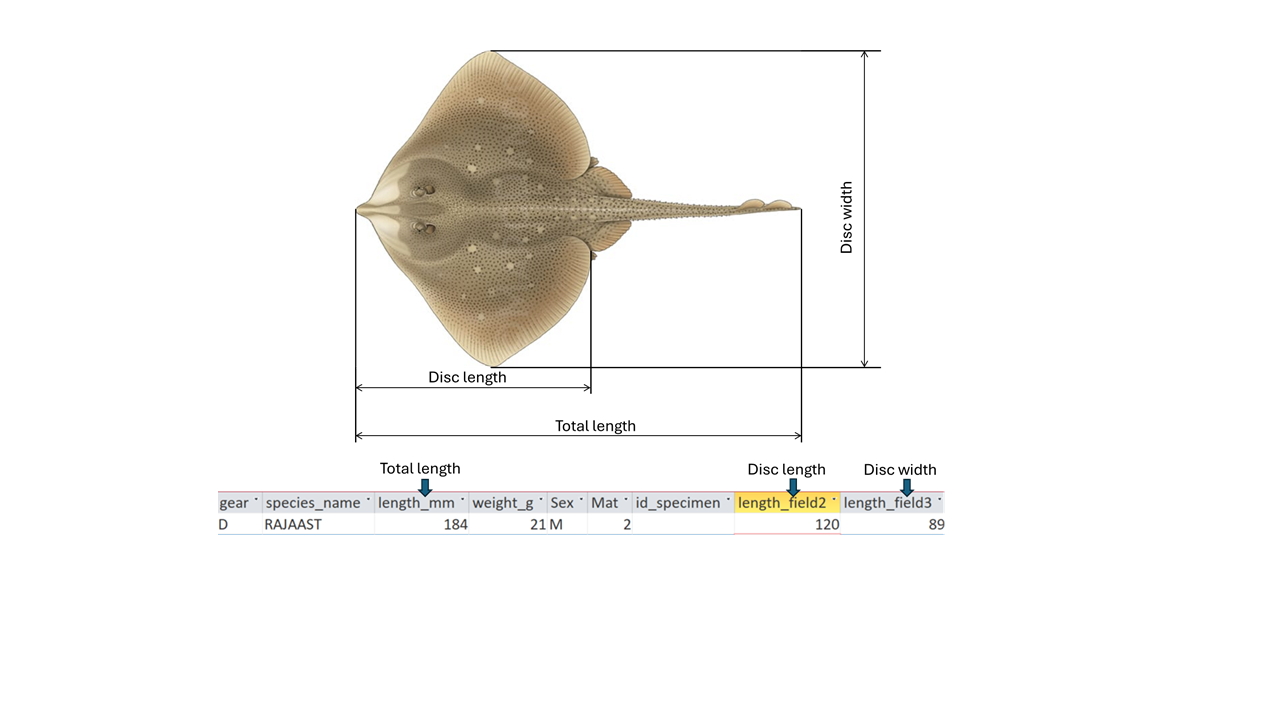 Disc width
Disc length
Total length
Total length Disc length Disc width
gear species_name length_mm weight_g Sex Mat id_specimen length_field2 length_field3
D RAJAAST 184 21 M 2 120 89